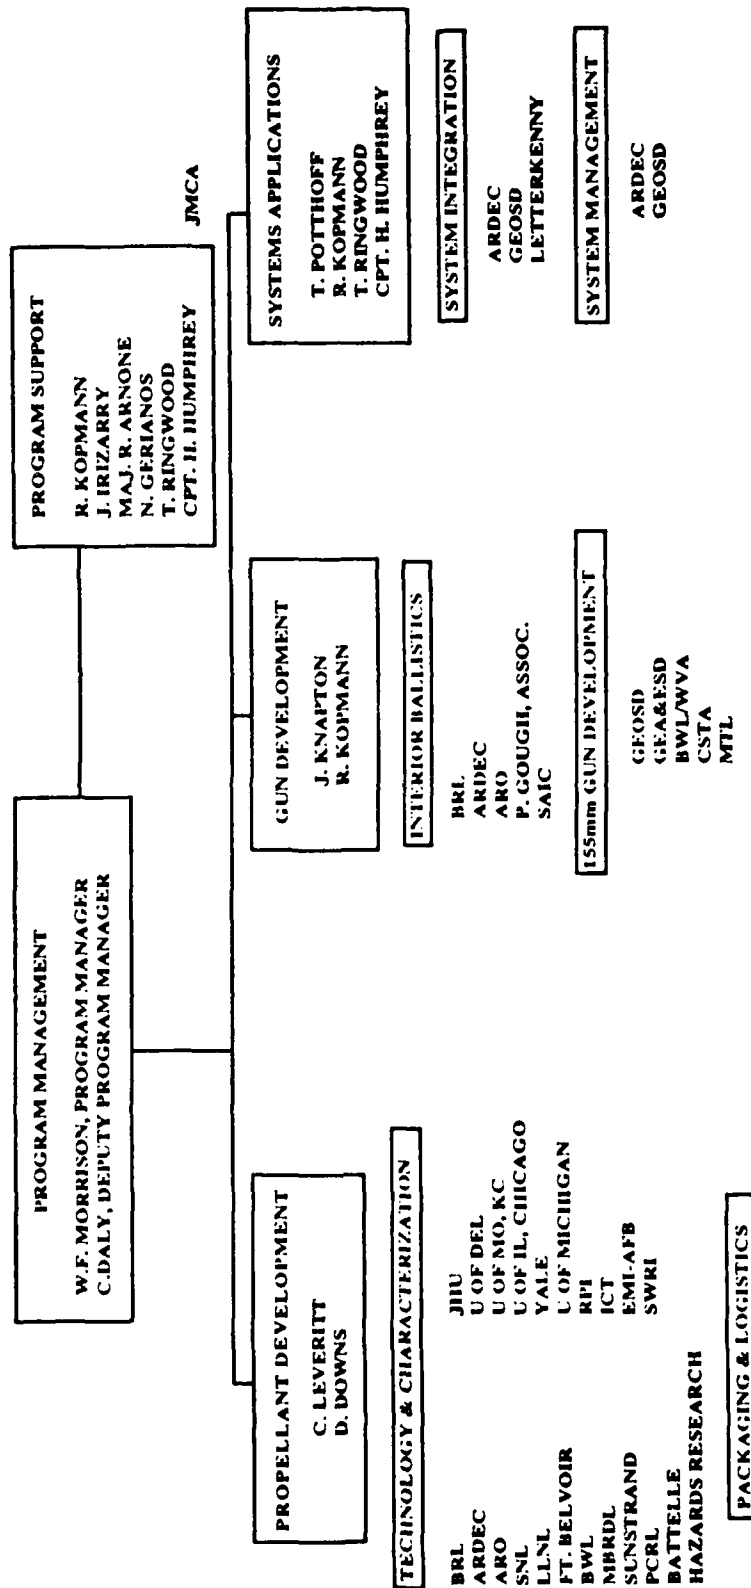 PROGRAM MANAGEMENT
W.F. MORRISON, PROGRAM MANAGER
C.DALY, DEPUTY PROGRAM MANAGER
PROGRAM SUPPORT
R. KOPMANN
J. IRIZARRY
MAJ. R. ARNONE
N. GERIANOS
T. RINGWOOD
CPT. H. HUMPHREY
JMCA
PROPELLANT DEVELOPMENT
C. LEVERITT
D. DOWNS
TECHNOLOGY & CHARACTERIZATION
BRL
ARDEC
ARO
SNL
LLNL
FT. BELVOIR
BWL
MBRDL
SUNSTRAND
PCRL
BATTELLE
HAZARDS RESEARCH
JHU
U OF DEL
U OF MO, KC
U OF IL, CHICAGO
YALE
U OF MICHIGAN
RPI
ICT
EMI-AFB
SWRI
PACKAGING & LOGISTICS
GUN DEVELOPMENT
J. KNAPTON
R. KOPMANN
INTERIOR BALLISTICS
BRL
ARDEC
ARO
P. GOUGH, ASSOC.
SAIC
155mm GUN DEVELOPMENT
GEOSD
GEA&ESD
BWL/WVA
CSTA
MTL
SYSTEMS APPLICATIONS
T. POTTHOFF
R. KOPMANN
T. RINGWOOD
CPT. H. HUMPHREY
SYSTEM INTEGRATION
ARDEC
GEOSD
LETTERKENNY
SYSTEM MANAGEMENT
ARDEC
GEOSD